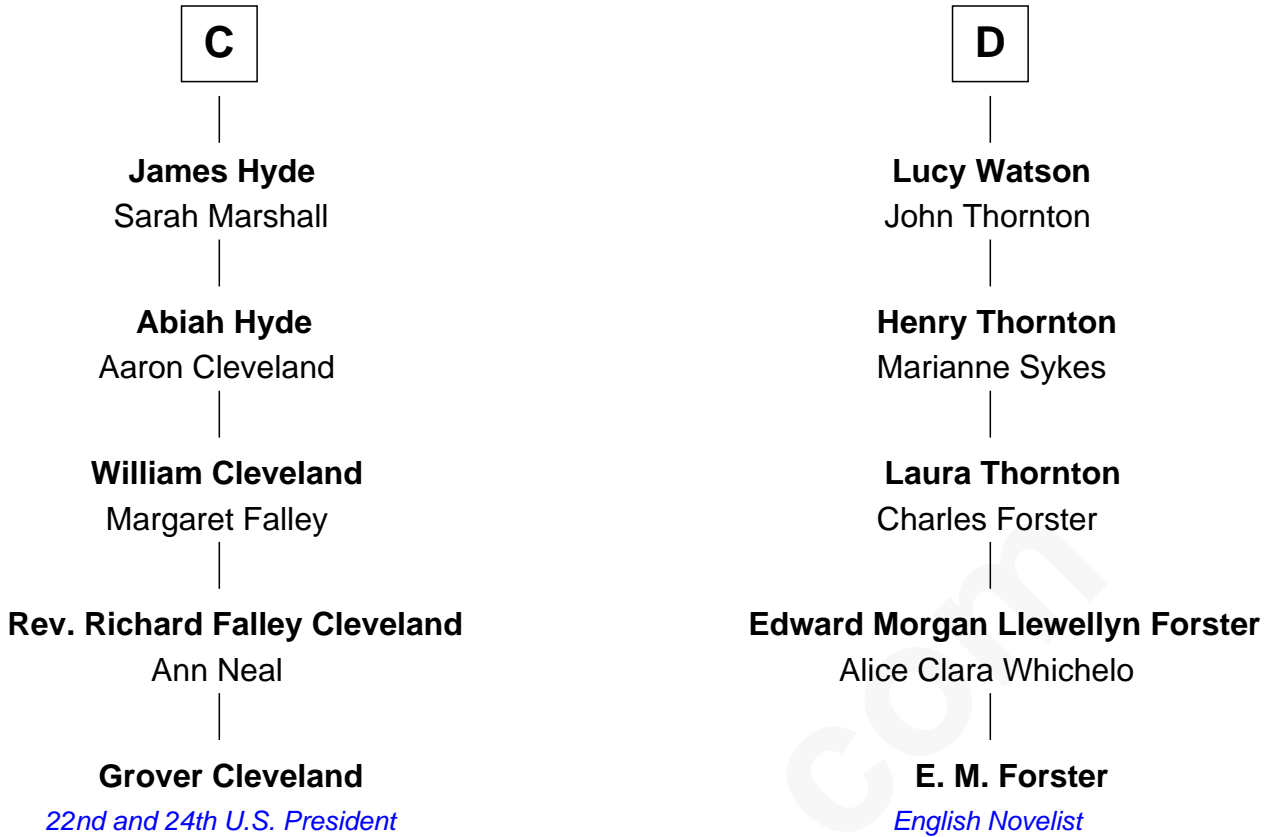 C
James Hyde
Sarah Marshall
Abiah Hyde
Aaron Cleveland
William Cleveland
Margaret Falley
Rev. Richard Falley Cleveland
Ann Neal
Grover Cleveland
22nd and 24th U.S. President
D
Lucy Watson
John Thornton
Henry Thornton
Marianne Sykes
Laura Thornton
Charles Forster
Edward Morgan Llewellyn Forster
Alice Clara Whichelo
E. M. Forster
English Novelist
com